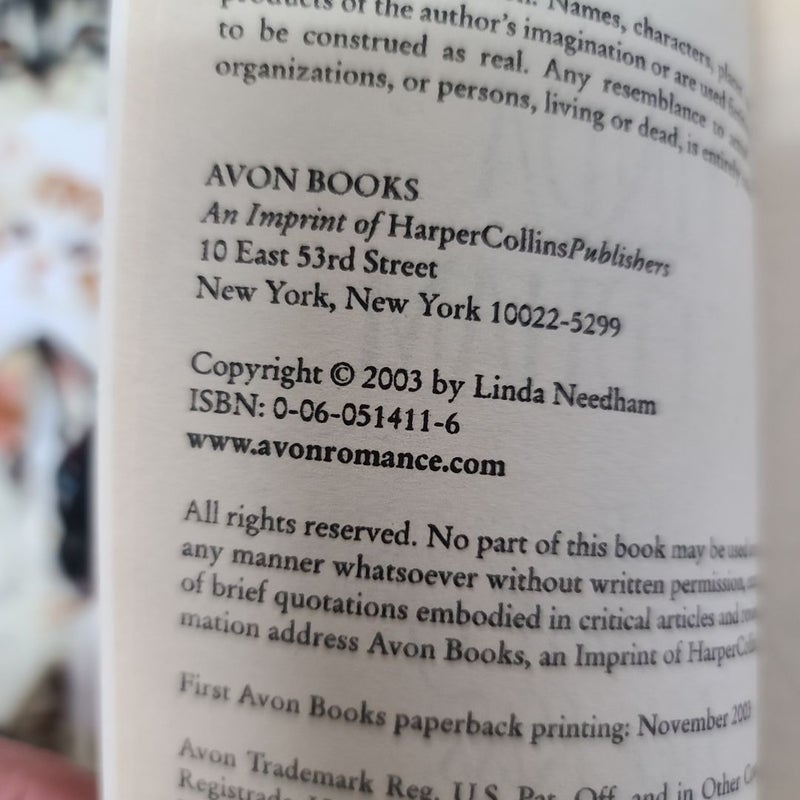 Names, characters,
products of the author's imagination or are used
to be construed as real. Any resemblance to
organizations, or persons, living or dead, is entirely
AVON BOOKS
An Imprint of HarperCollinsPublishers
10 East 53rd Street
New York, New York 10022-5299
Copyright © 2003 by Linda Needham
ISBN: 0-06-051411-6
www.avonromance.com
All rights reserved. No part of this book may be used
any manner whatsoever without written permission,
of brief quotations embodied in critical articles and
mation address Avon Books, an Imprint of
First Avon Books paperback printing: November 2003
Avon Trademark Reg. U.S. Pat. Off. and in Other